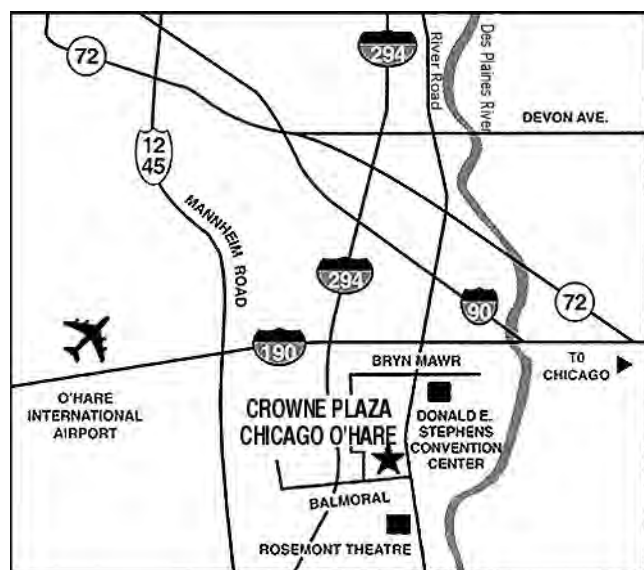 72
294
River Road
Des Plaines River
DEVON AVE.
12
45
MANNHEIM
ROAD
294
90
72
190
BRYN MAWR
TO
CHICAGO
O'HARE
INTERNATIONAL
AIRPORT
CROWNE PLAZA
CHICAGO O'HARE
DONALD E.
STEPHENS
CONVENTION
CENTER
BALMORAL
ROSEMONT THEATRE